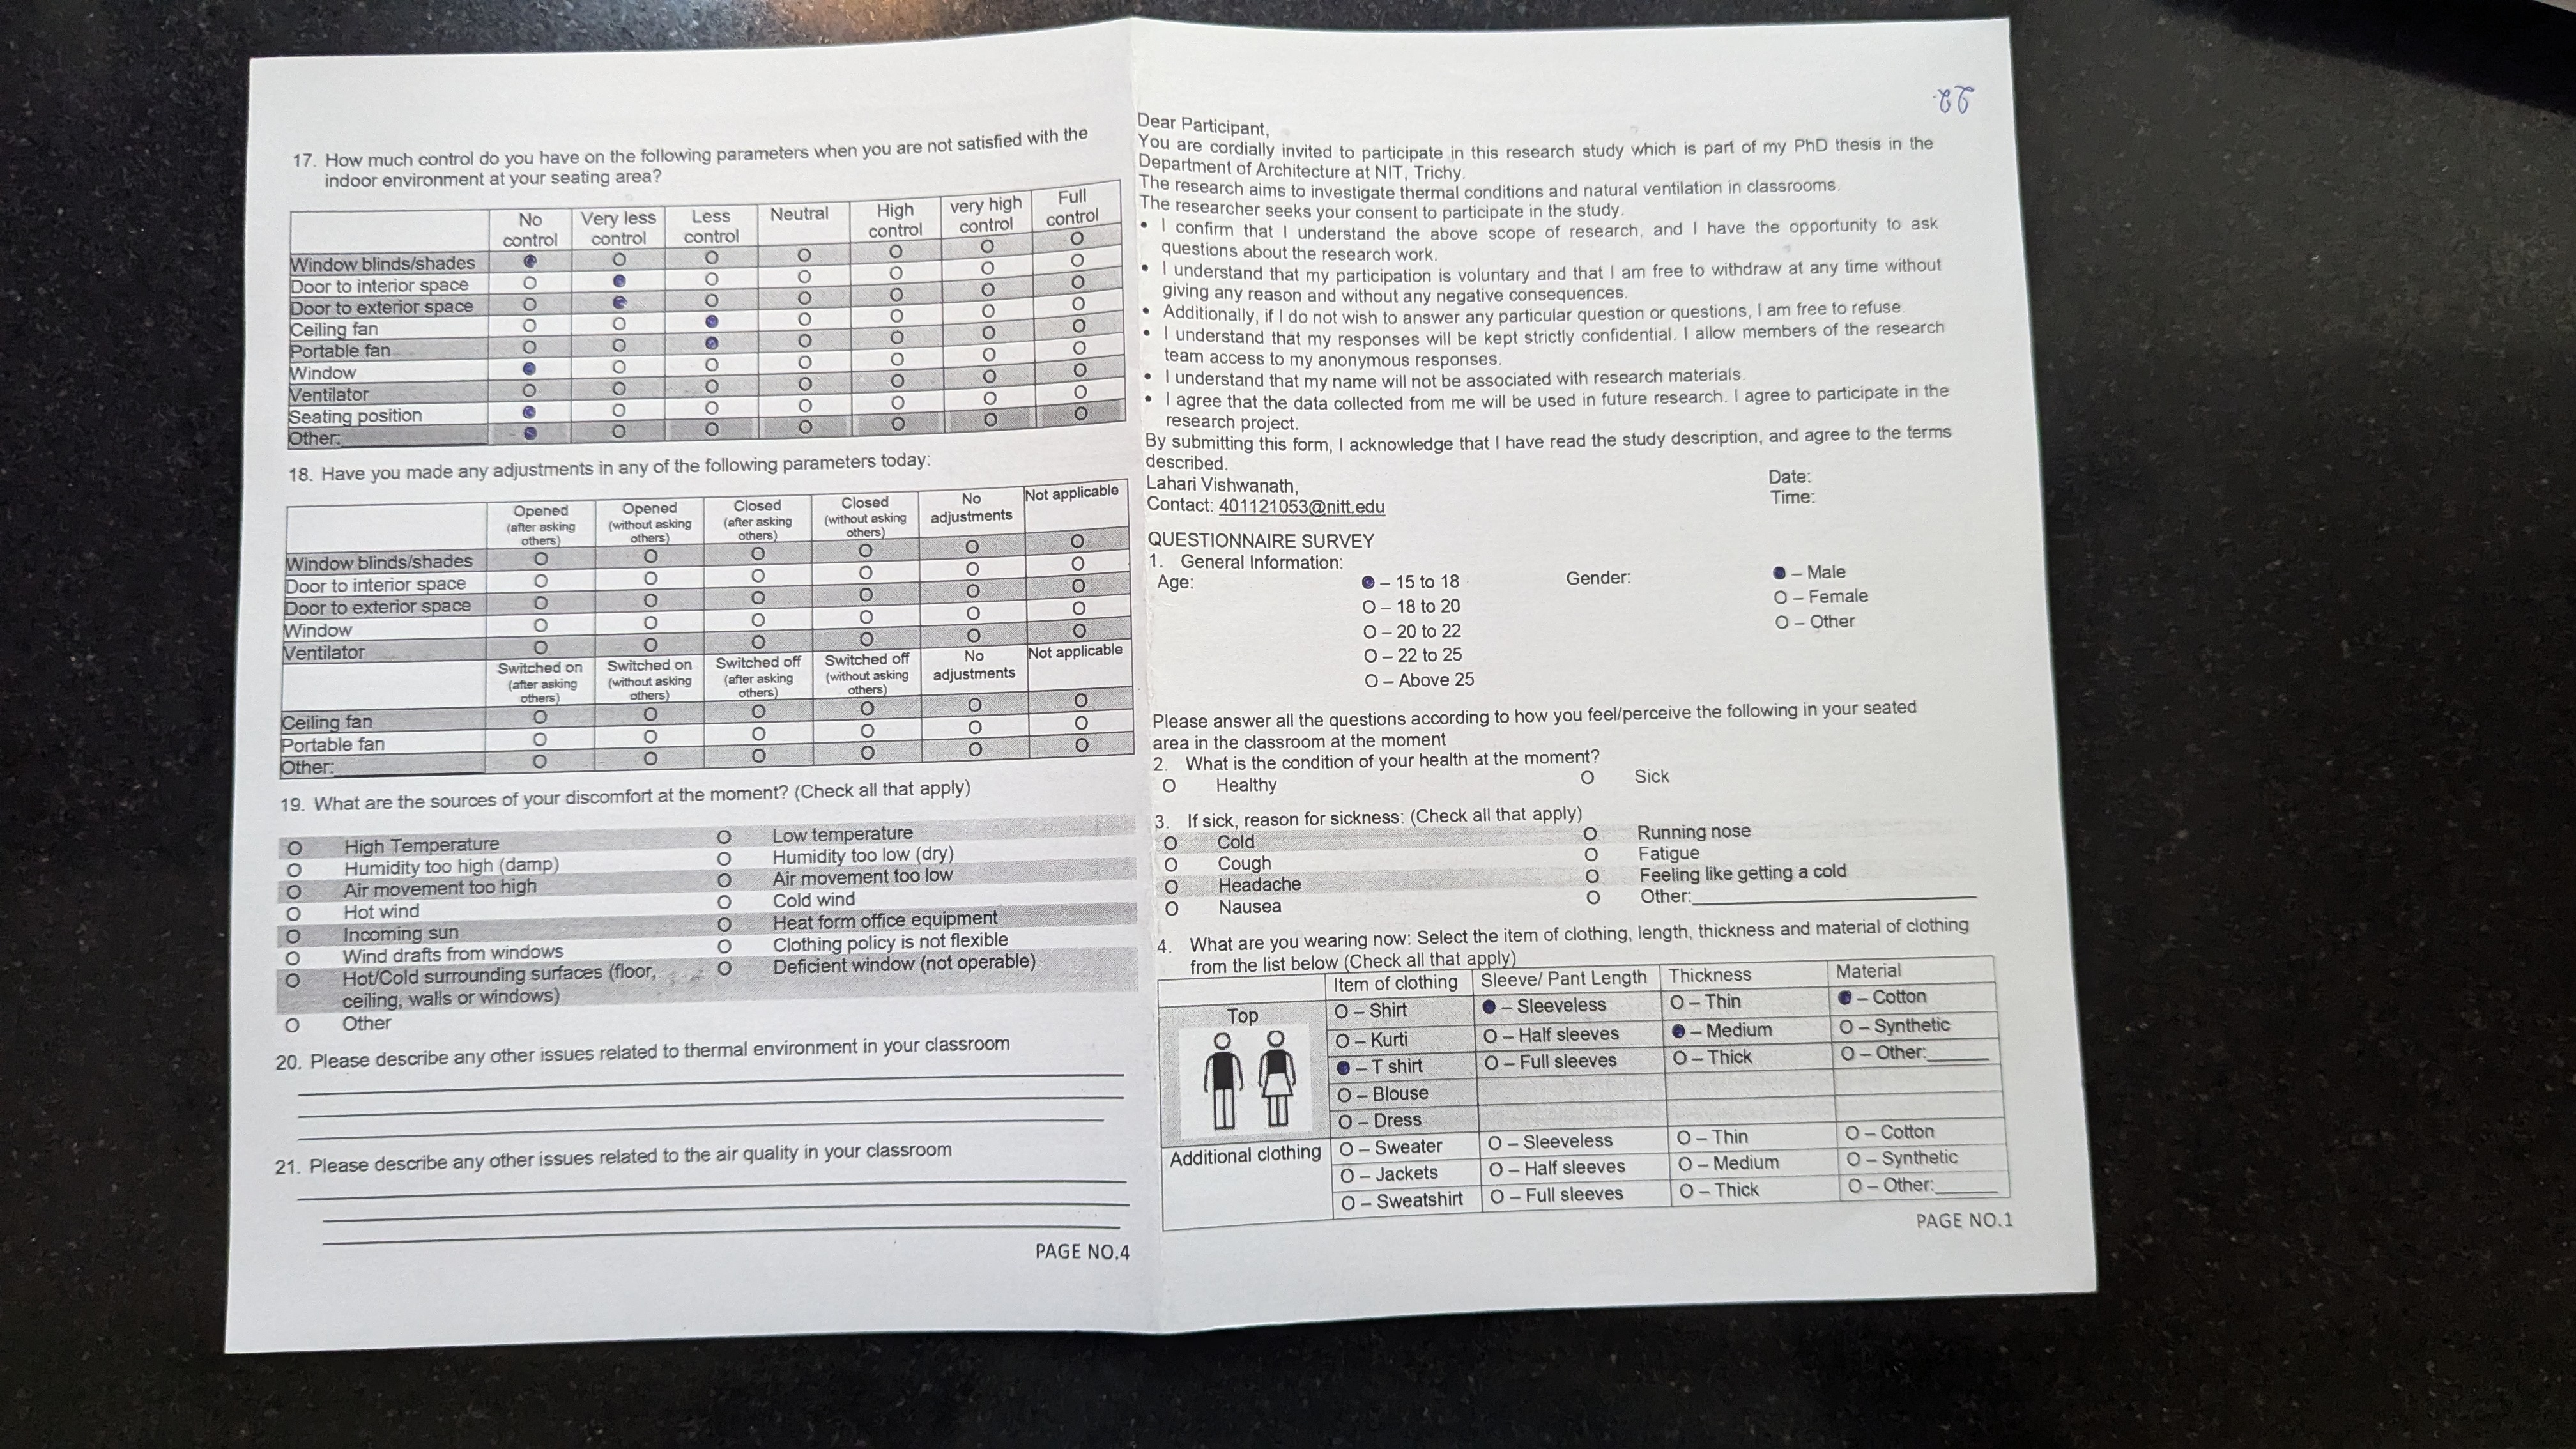 17. How much control do you have on the following parameters when you are not satisfied with the
indoor environment at your seating area?
No control Very less control Less control Neutral High control very high control Full control
Window blinds/shades
Door to interior space
Door to exterior space
Ceiling fan
Portable fan
Window
Ventilator
Seating position
Other:
18. Have you made any adjustments in any of the following parameters today:
Opened (after asking others) Opened (without asking others) Closed (after asking others) Closed (without asking others) No adjustments Not applicable
Window blinds/shades
Door to interior space
Door to exterior space
Window
Ventilator
Switched on (after asking others) Switched on (without asking others) Switched off (after asking others) Switched off (without asking others) No adjustments Not applicable
Ceiling fan
Portable fan
Other:
19. What are the sources of your discomfort at the moment? (Check all that apply)
O High Temperature O Low temperature
O Humidity too high (damp) O Humidity too low (dry)
O Air movement too high O Air movement too low
O Hot wind O Cold wind
O Incoming sun O Heat form office equipment
O Wind drafts from windows O Clothing policy is not flexible
O Hot/Cold surrounding surfaces (floor, O Deficient window (not operable)
ceiling, walls or windows)
O Other
20. Please describe any other issues related to thermal environment in your classroom
21. Please describe any other issues related to the air quality in your classroom
PAGE NO.4
Dear Participant,
You are cordially invited to participate in this research study which is part of my PhD thesis in the
Department of Architecture at NIT, Trichy.
The research aims to investigate thermal conditions and natural ventilation in classrooms.
The researcher seeks your consent to participate in the study.
• I confirm that I understand the above scope of research, and I have the opportunity to ask
questions about the research work.
• I understand that my participation is voluntary and that I am free to withdraw at any time without
giving any reason and without any negative consequences.
• Additionally, if I do not wish to answer any particular question or questions, I am free to refuse.
• I understand that my responses will be kept strictly confidential. I allow members of the research
team access to my anonymous responses.
• I understand that my name will not be associated with research materials.
• I agree that the data collected from me will be used in future research. I agree to participate in the
research project.
By submitting this form, I acknowledge that I have read the study description, and agree to the terms
described.
Lahari Vishwanath,
Contact: 401121053@nitt.edu
Date:
Time:
QUESTIONNAIRE SURVEY
1. General Information:
Age: – 15 to 18 Gender: – Male
O – 18 to 20 O – Female
O – 20 to 22 O – Other
O – 22 to 25
O – Above 25
Please answer all the questions according to how you feel/perceive the following in your seated
area in the classroom at the moment
2. What is the condition of your health at the moment?
O Healthy O Sick
3. If sick, reason for sickness: (Check all that apply)
O Cold O Running nose
O Cough O Fatigue
O Headache O Feeling like getting a cold
O Nausea O Other:
4. What are you wearing now: Select the item of clothing, length, thickness and material of clothing
from the list below (Check all that apply)
Item of clothing Sleeve/ Pant Length Thickness Material
Top O – Shirt – Sleeveless O – Thin – Cotton
O – Kurti O – Half sleeves – Medium O – Synthetic
– T shirt O – Full sleeves O – Thick O – Other:
O – Blouse
O – Dress
Additional clothing O – Sweater O – Sleeveless O – Thin O – Cotton
O – Jackets O – Half sleeves O – Medium O – Synthetic
O – Sweatshirt O – Full sleeves O – Thick O – Other:
PAGE NO.1